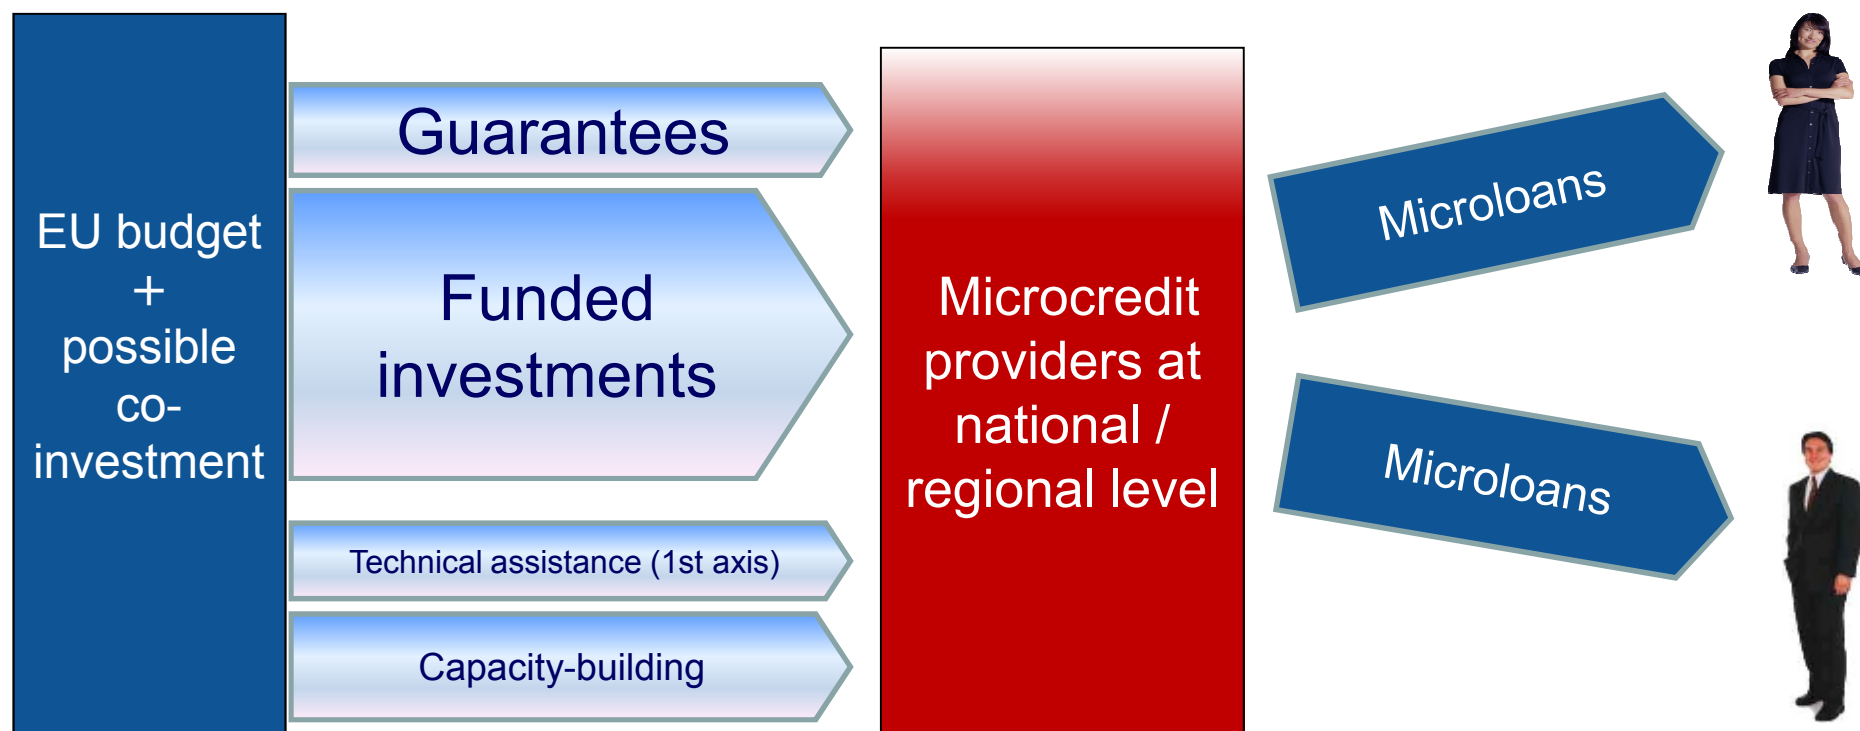 EU budget
+
possible
co-
investment
Guarantees
Funded
investments
Technical assistance (1st axis)
Capacity-building
Microcredit
providers at
national /
regional level
Microloans
Microloans